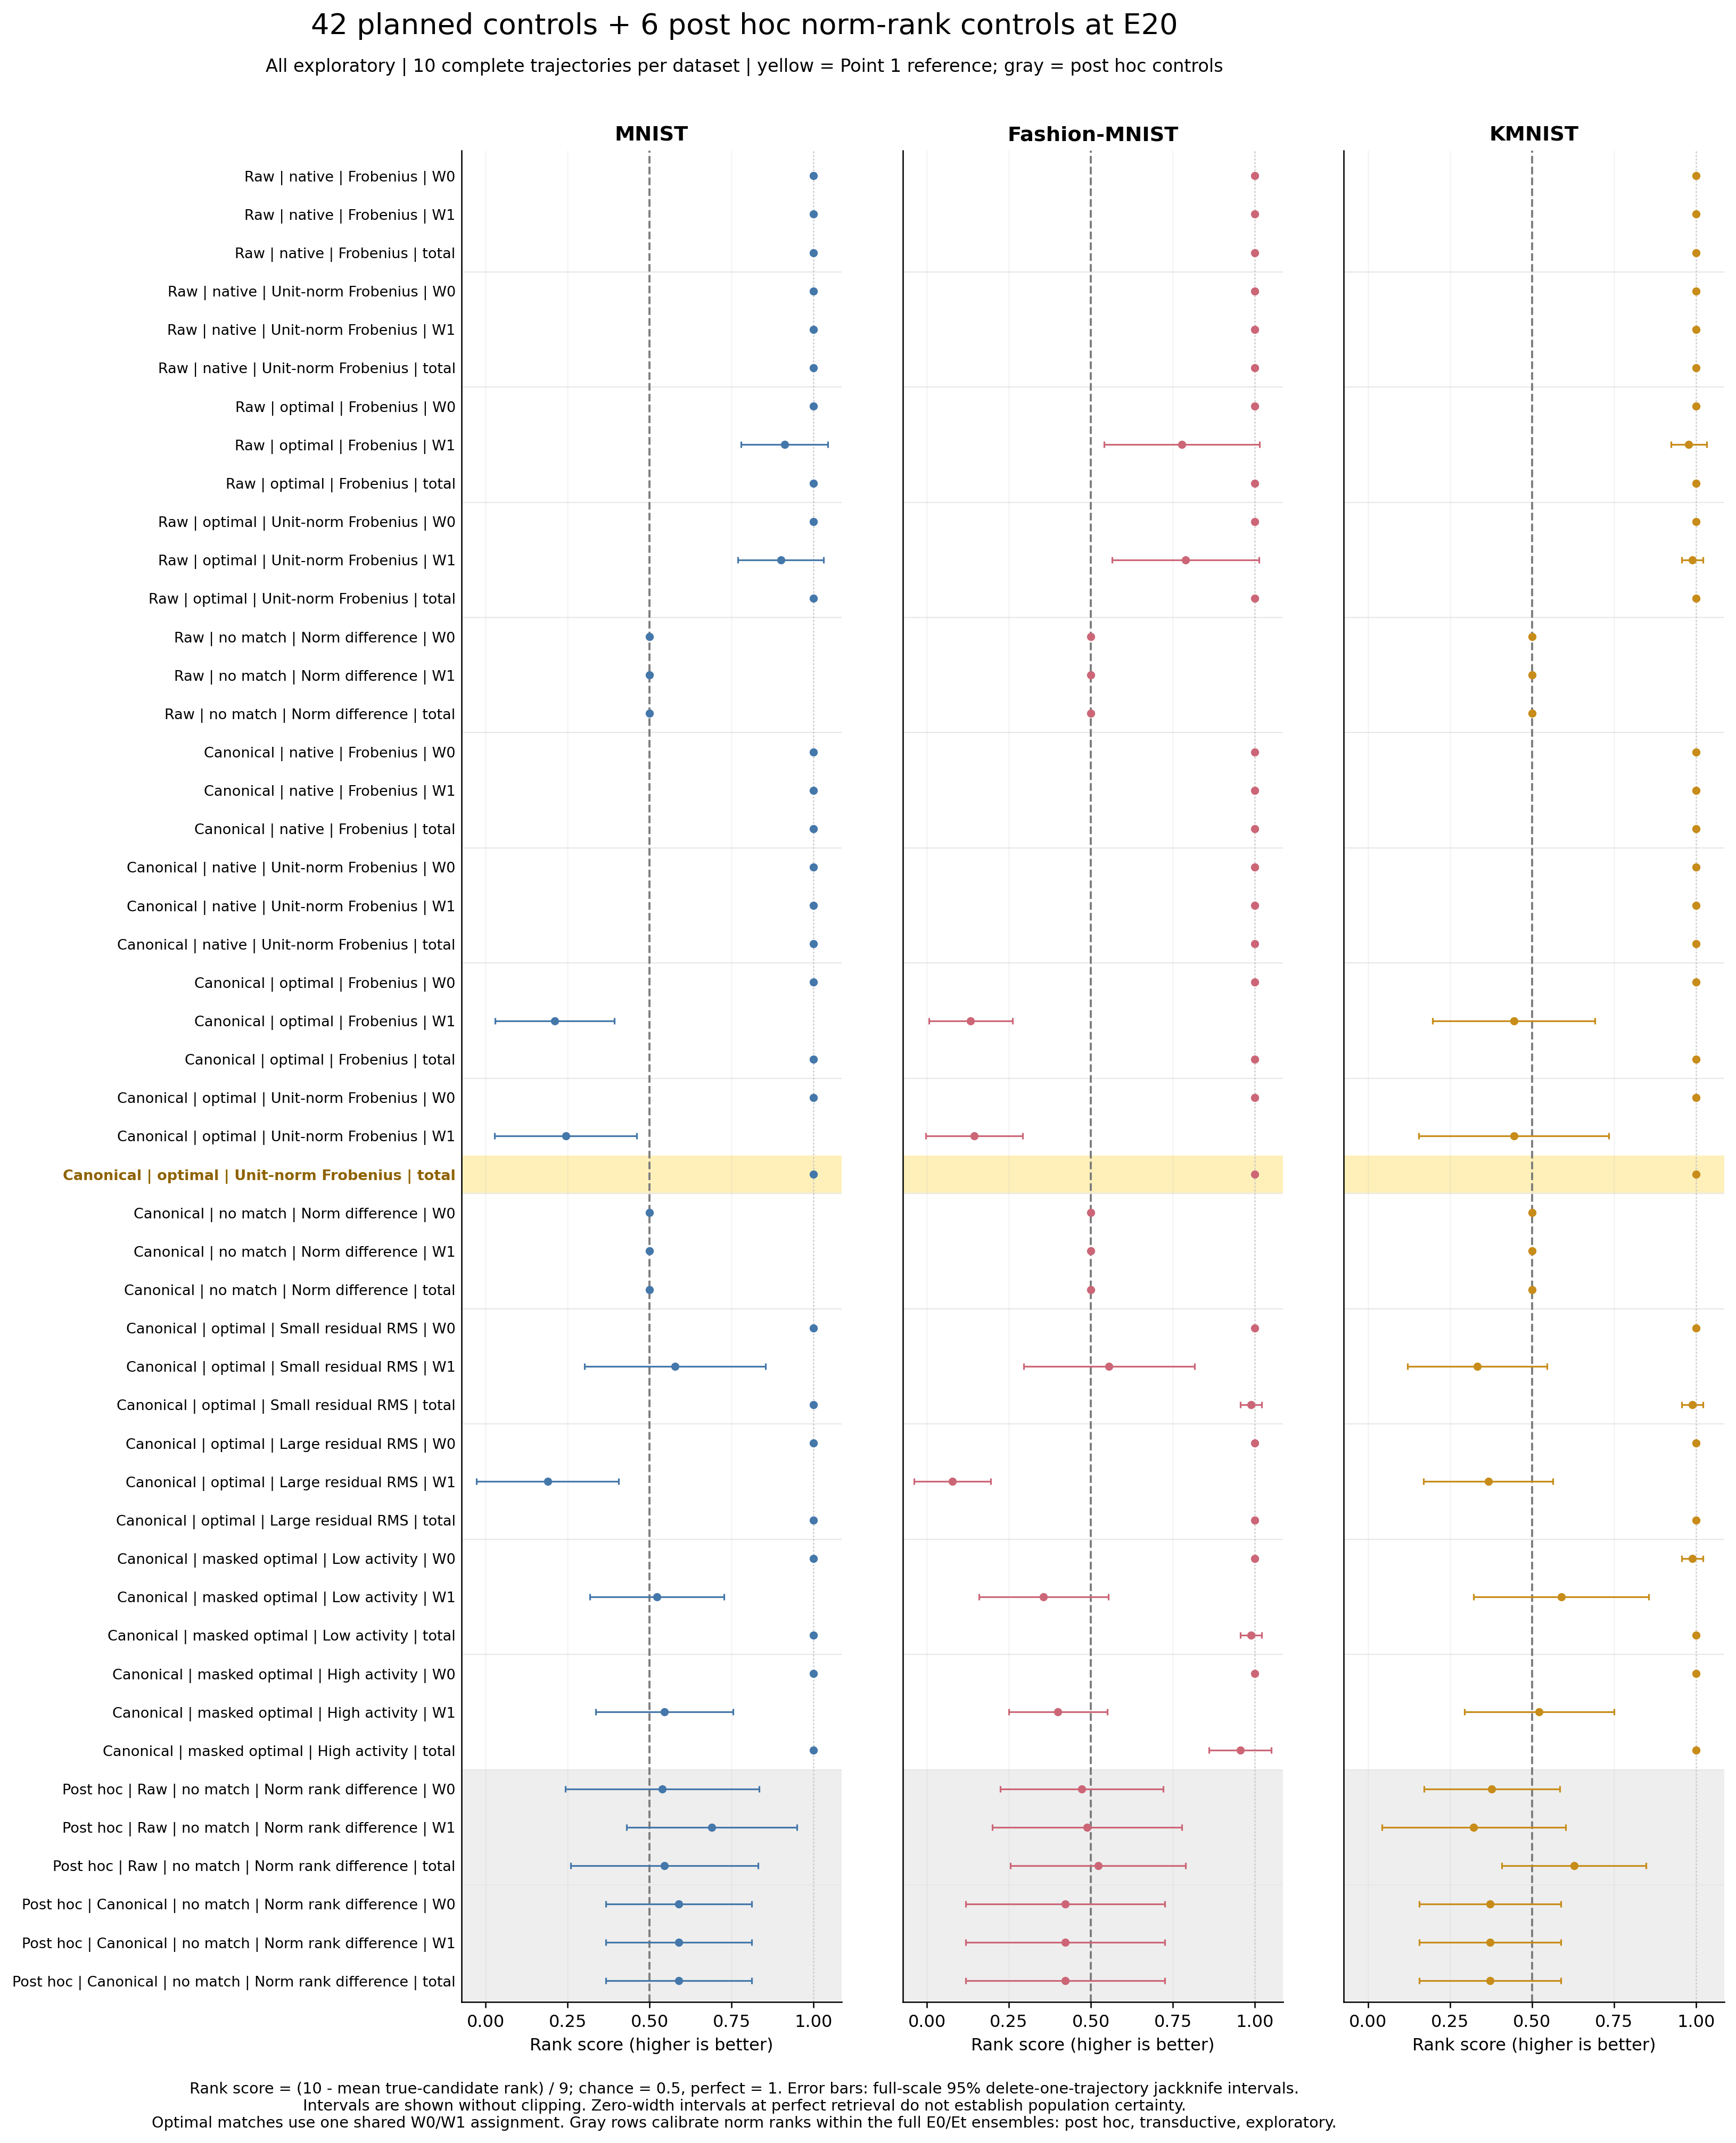 42 planned controls + 6 post hoc norm-rank controls at E20
All exploratory | 10 complete trajectories per dataset | yellow = Point 1 reference; gray = post hoc controls
MNIST
Fashion-MNIST
KMNIST
Raw | native | Frobenius | W0
Raw | native | Frobenius | W1
Raw | native | Frobenius | total
Raw | native | Unit-norm Frobenius | W0
Raw | native | Unit-norm Frobenius | W1
Raw | native | Unit-norm Frobenius | total
Raw | optimal | Frobenius | W0
Raw | optimal | Frobenius | W1
Raw | optimal | Frobenius | total
Raw | optimal | Unit-norm Frobenius | W0
Raw | optimal | Unit-norm Frobenius | W1
Raw | optimal | Unit-norm Frobenius | total
Raw | no match | Norm difference | W0
Raw | no match | Norm difference | W1
Raw | no match | Norm difference | total
Canonical | native | Frobenius | W0
Canonical | native | Frobenius | W1
Canonical | native | Frobenius | total
Canonical | native | Unit-norm Frobenius | W0
Canonical | native | Unit-norm Frobenius | W1
Canonical | native | Unit-norm Frobenius | total
Canonical | optimal | Frobenius | W0
Canonical | optimal | Frobenius | W1
Canonical | optimal | Frobenius | total
Canonical | optimal | Unit-norm Frobenius | W0
Canonical | optimal | Unit-norm Frobenius | W1
Canonical | optimal | Unit-norm Frobenius | total
Canonical | no match | Norm difference | W0
Canonical | no match | Norm difference | W1
Canonical | no match | Norm difference | total
Canonical | optimal | Small residual RMS | W0
Canonical | optimal | Small residual RMS | W1
Canonical | optimal | Small residual RMS | total
Canonical | optimal | Large residual RMS | W0
Canonical | optimal | Large residual RMS | W1
Canonical | optimal | Large residual RMS | total
Canonical | masked optimal | Low activity | W0
Canonical | masked optimal | Low activity | W1
Canonical | masked optimal | Low activity | total
Canonical | masked optimal | High activity | W0
Canonical | masked optimal | High activity | W1
Canonical | masked optimal | High activity | total
Post hoc | Raw | no match | Norm rank difference | W0
Post hoc | Raw | no match | Norm rank difference | W1
Post hoc | Raw | no match | Norm rank difference | total
Post hoc | Canonical | no match | Norm rank difference | W0
Post hoc | Canonical | no match | Norm rank difference | W1
Post hoc | Canonical | no match | Norm rank difference | total
0.00 0.25 0.50 0.75 1.00
0.00 0.25 0.50 0.75 1.00
0.00 0.25 0.50 0.75 1.00
Rank score (higher is better)
Rank score (higher is better)
Rank score (higher is better)
Rank score = (10 - mean true-candidate rank) / 9; chance = 0.5, perfect = 1. Error bars: full-scale 95% delete-one-trajectory jackknife intervals.
Intervals are shown without clipping. Zero-width intervals at perfect retrieval do not establish population certainty.
Optimal matches use one shared W0/W1 assignment. Gray rows calibrate norm ranks within the full E0/Et ensembles: post hoc, transductive, exploratory.